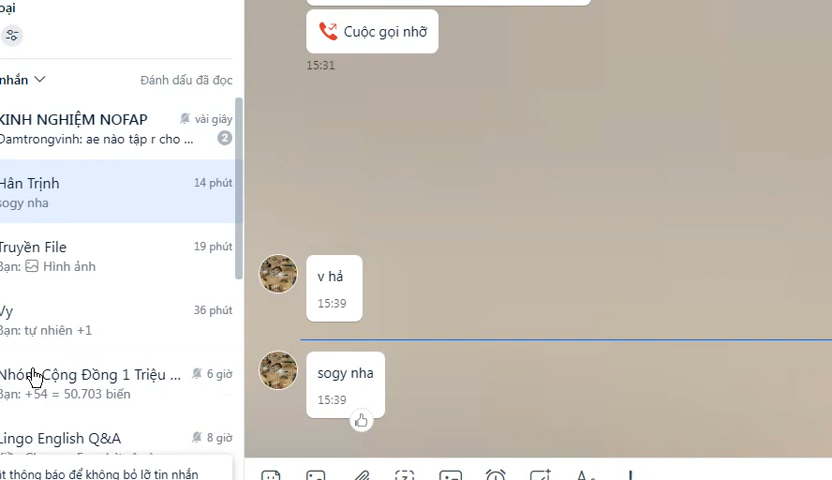 oại
nhắn
Đánh dấu đã đọc
KINH NGHIỆM NOFAP
vài giây
Damtrongvinh: ae nào tập r cho ...
2
Hân Trịnh
14 phút
sogy nha
Truyền File
19 phút
Bạn: Hình ảnh
Vy
36 phút
Bạn: tự nhiên +1
Nhóm Cộng Đồng 1 Triệu ...
6 giờ
Bạn: +54 = 50.703 biến
Lingo English Q&A
8 giờ
ật thông báo để không bỏ lỡ tin nhắn
Cuộc gọi nhỡ
15:31
v hả
15:39
sogy nha
15:39